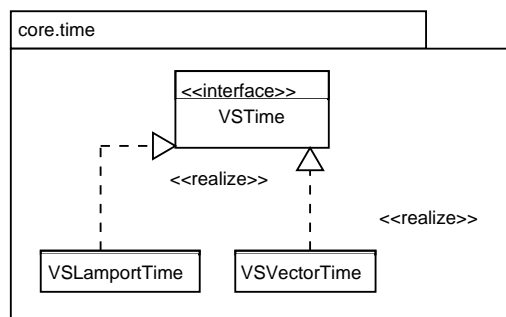 core.time
<<interface>>
VSTime
<<realize>>
<<realize>>
VSLamportTime
VSVectorTime